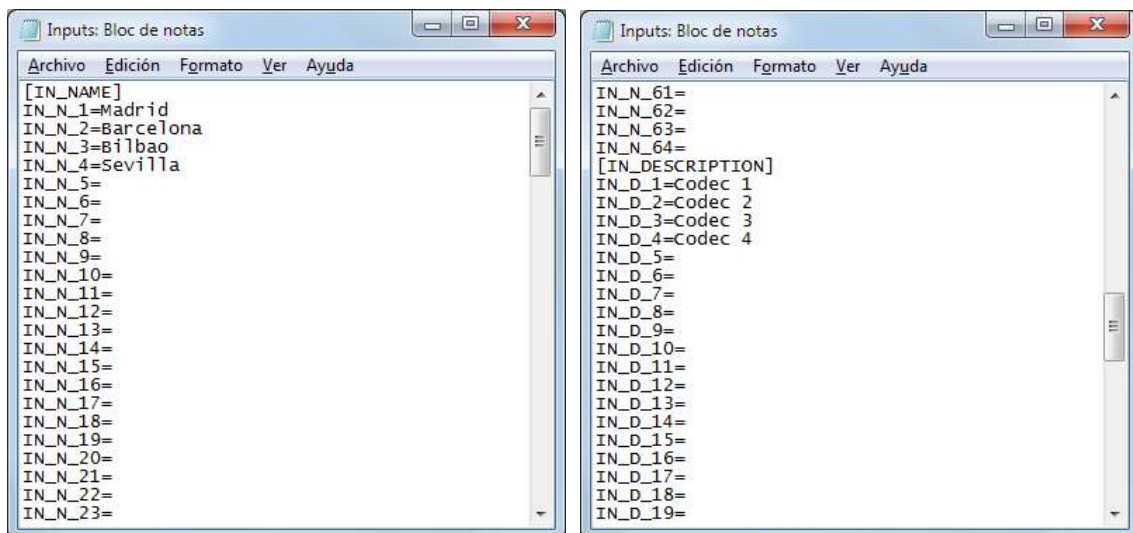 Inputs: Bloc de notas
Archivo Edición Formato Ver Ayuda
[IN_NAME]
IN_N_1=Madrid
IN_N_2=Barcelona
IN_N_3=Bilbao
IN_N_4=Sevilla
IN_N_5=
IN_N_6=
IN_N_7=
IN_N_8=
IN_N_9=
IN_N_10=
IN_N_11=
IN_N_12=
IN_N_13=
IN_N_14=
IN_N_15=
IN_N_16=
IN_N_17=
IN_N_18=
IN_N_19=
IN_N_20=
IN_N_21=
IN_N_22=
IN_N_23=
Inputs: Bloc de notas
Archivo Edición Formato Ver Ayuda
IN_N_61=
IN_N_62=
IN_N_63=
IN_N_64=
[IN_DESCRIPTION]
IN_D_1=Codec 1
IN_D_2=Codec 2
IN_D_3=Codec 3
IN_D_4=Codec 4
IN_D_5=
IN_D_6=
IN_D_7=
IN_D_8=
IN_D_9=
IN_D_10=
IN_D_11=
IN_D_12=
IN_D_13=
IN_D_14=
IN_D_15=
IN_D_16=
IN_D_17=
IN_D_18=
IN_D_19=